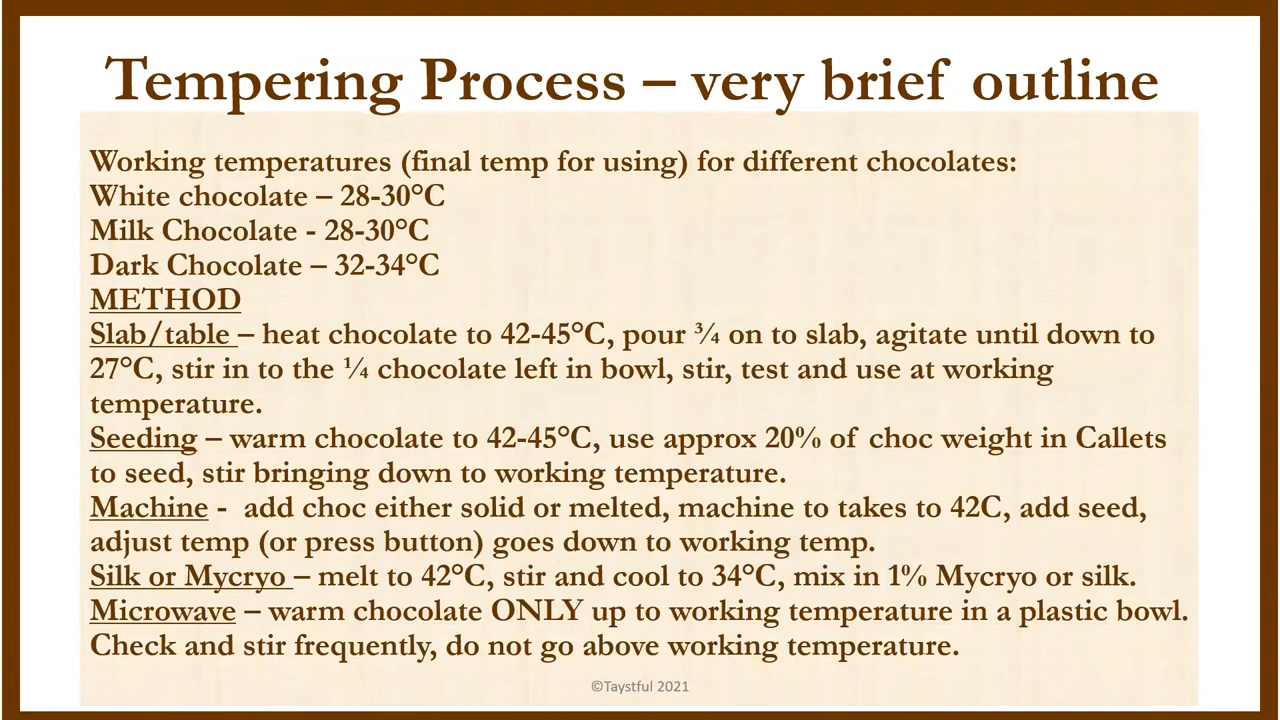 Tempering Process – very brief outline
Working temperatures (final temp for using) for different chocolates:
White chocolate – 28-30°C
Milk Chocolate - 28-30°C
Dark Chocolate – 32-34°C
METHOD
Slab/table – heat chocolate to 42-45°C, pour ¾ on to slab, agitate until down to
27°C, stir in to the ¼ chocolate left in bowl, stir, test and use at working
temperature.
Seeding – warm chocolate to 42-45°C, use approx 20% of choc weight in Callets
to seed, stir bringing down to working temperature.
Machine - add choc either solid or melted, machine to takes to 42C, add seed,
adjust temp (or press button) goes down to working temp.
Silk or Mycryo – melt to 42°C, stir and cool to 34°C, mix in 1% Mycryo or silk.
Microwave – warm chocolate ONLY up to working temperature in a plastic bowl.
Check and stir frequently, do not go above working temperature.
©Taystful 2021